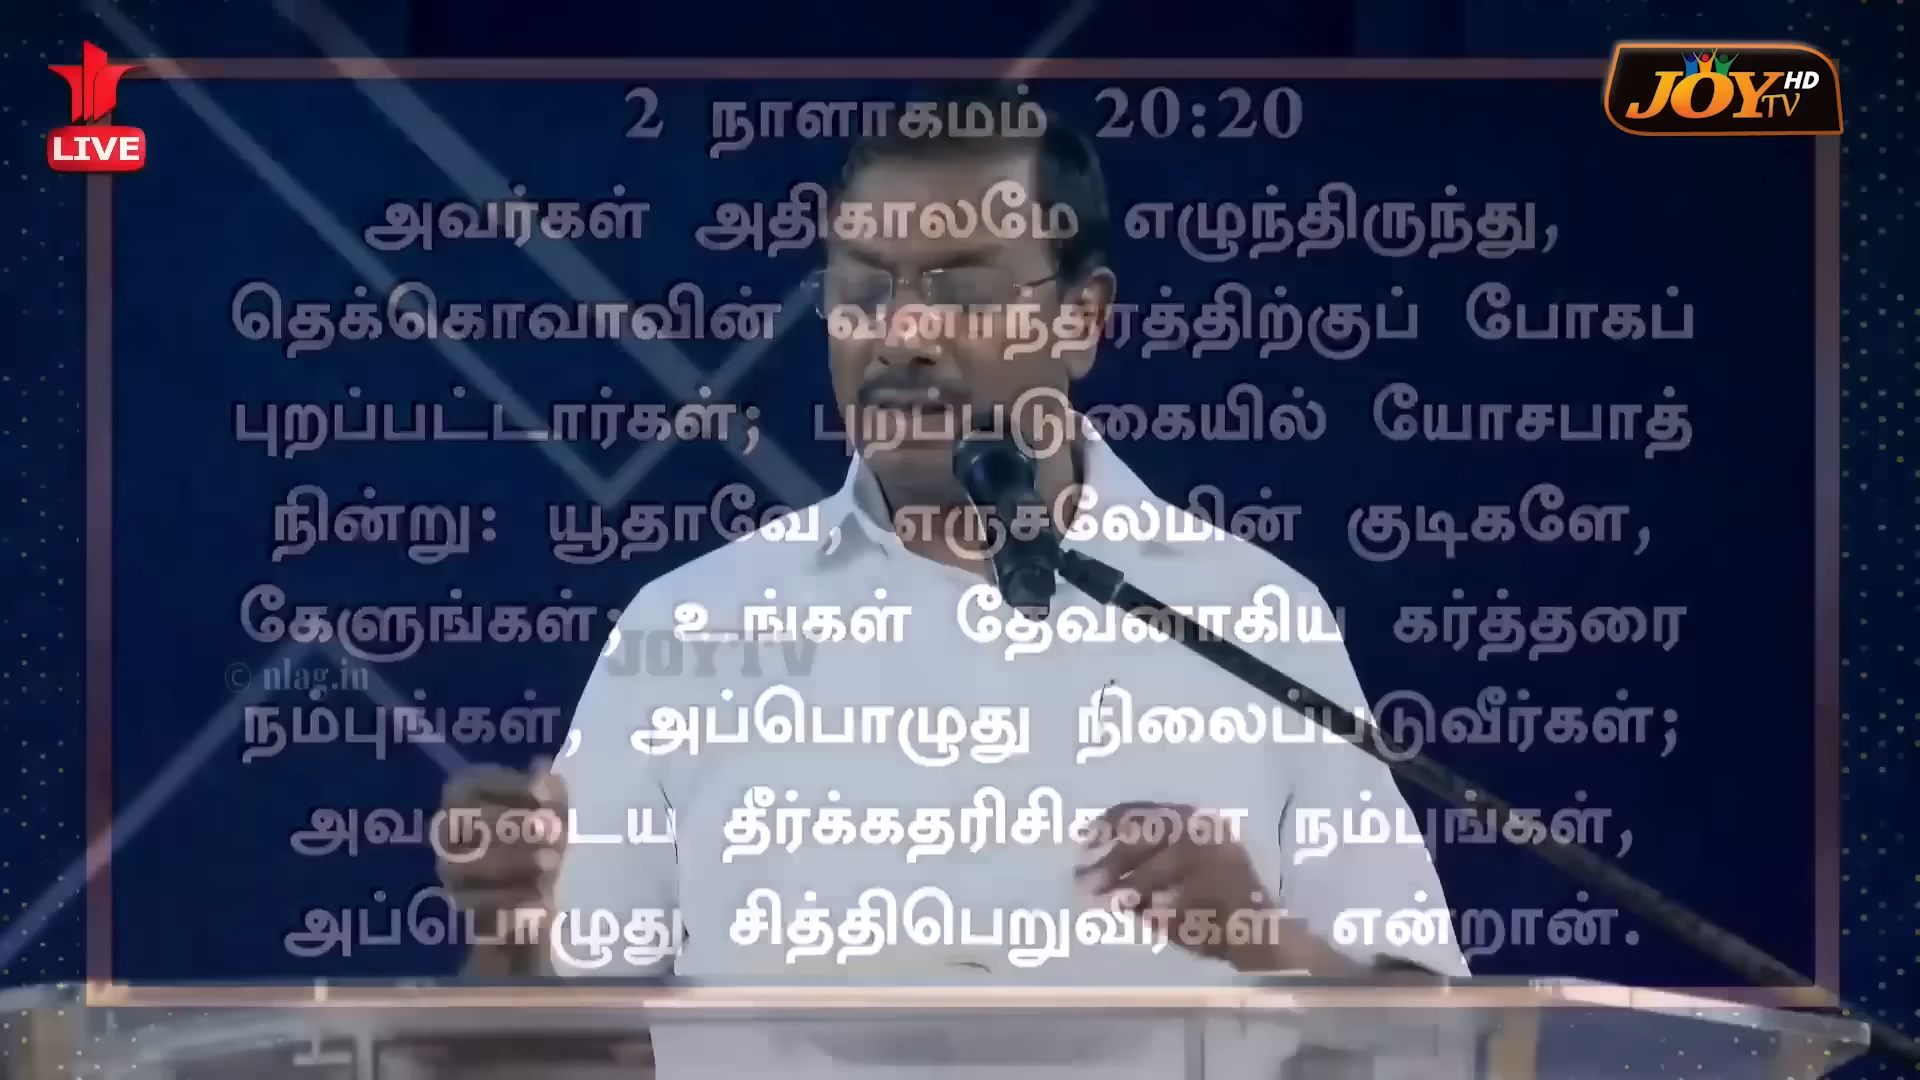 LIVE
JOY TV HD
2 நாளாகமம் 20:20
அவர்கள் அதிகாலமே எழுந்திருந்து,
தெக்கொவாவின் வனாந்தரத்திற்குப் போகப்
புறப்பட்டார்கள்; புறப்படுகையில் யோசபாத்
நின்று: யூதாவே, எருசலேமின் குடிகளே,
கேளுங்கள்; உங்கள் தேவனாகிய கர்த்தரை
JOYTV
© nlag.in
நம்புங்கள், அப்பொழுது நிலைப்படுவீர்கள்;
அவருடைய தீர்க்கதரிசிகளை நம்புங்கள்,
அப்பொழுது சித்திபெறுவீர்கள் என்றான்.